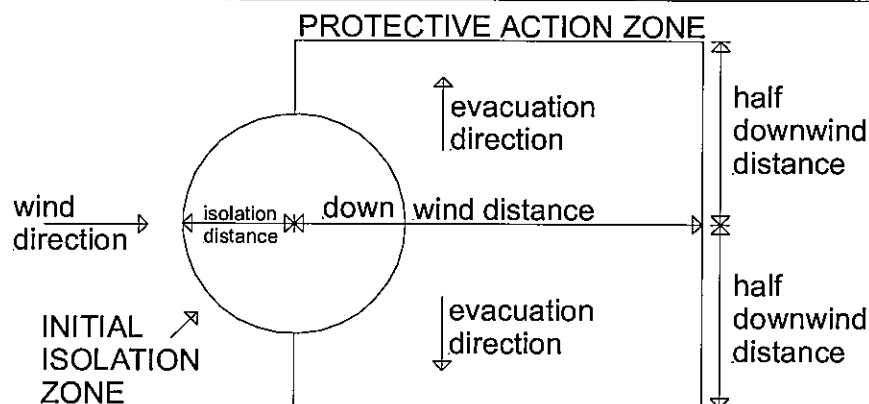 PROTECTIVE ACTION ZONE
evacuation
direction
half
downwind
distance
wind
direction
isolation
distance
down wind distance
evacuation
direction
half
downwind
distance
INITIAL
ISOLATION
ZONE